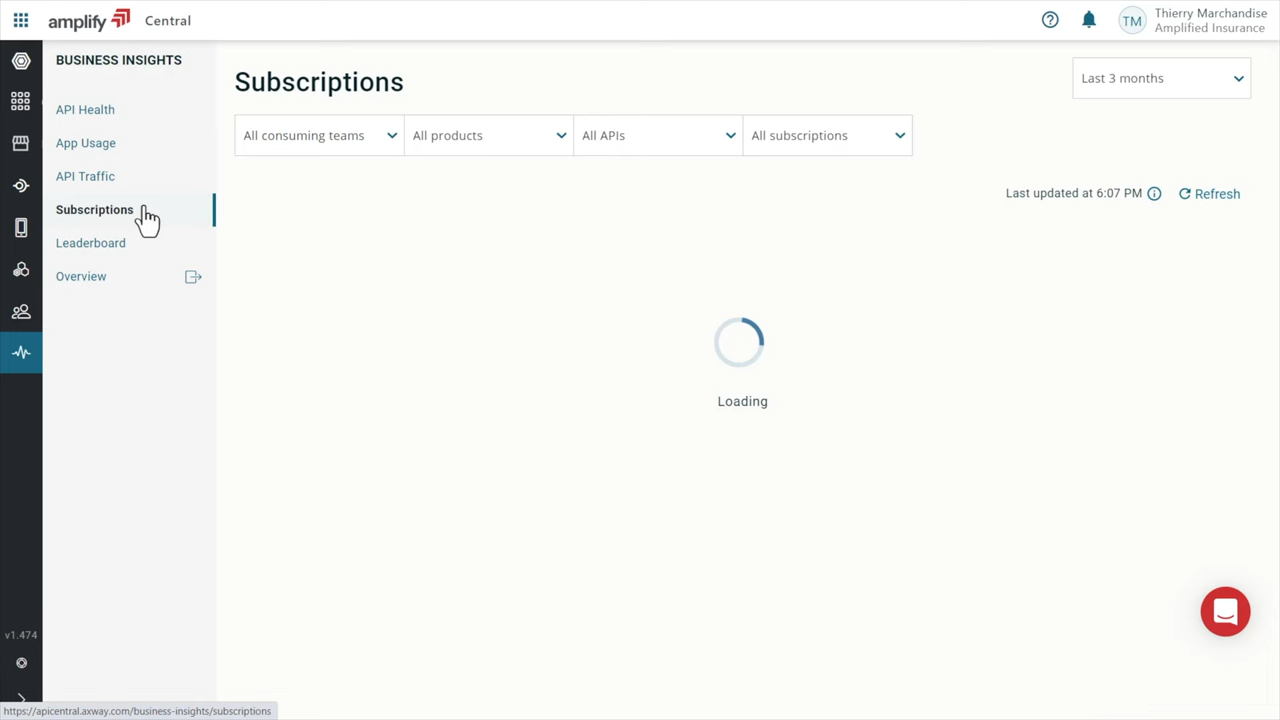 amplify Central
TM
Thierry Marchandise
Amplified Insurance
BUSINESS INSIGHTS
API Health
App Usage
API Traffic
Subscriptions
Leaderboard
Overview
Subscriptions
Last 3 months
All consuming teams
All products
All APIs
All subscriptions
Last updated at 6:07 PM
Refresh
Loading
v1.474
https://apicentral.axway.com/business-insights/subscriptions